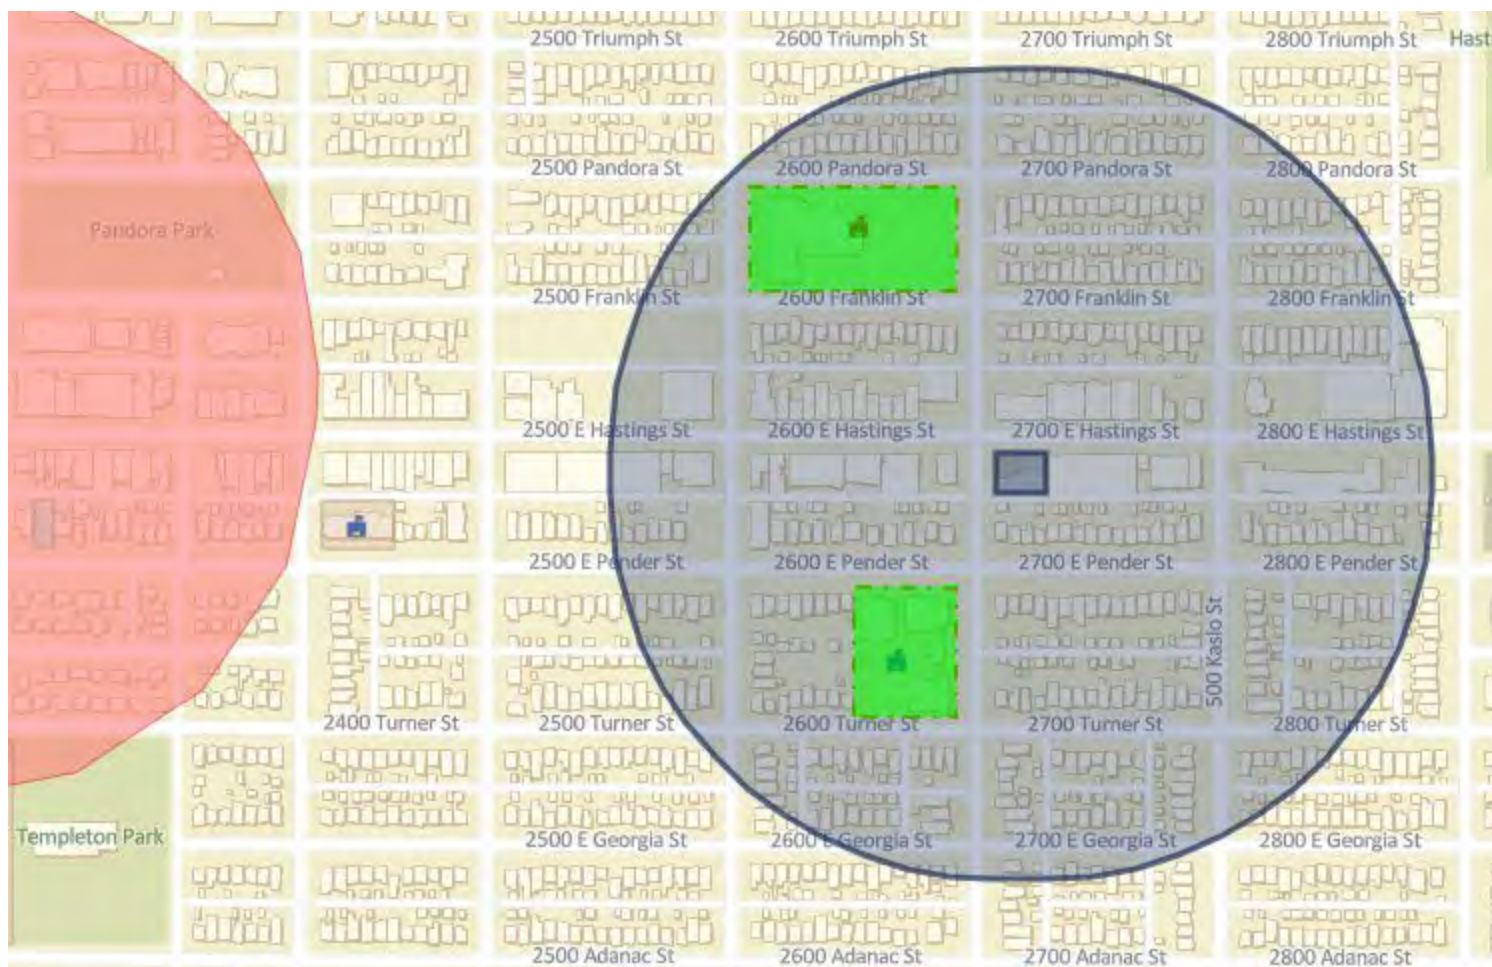 2500 Triumph St 2600 Triumph St 2700 Triumph St 2800 Triumph St Hast
2500 Pandora St 2600 Pandora St 2700 Pandora St 2800 Pandora St
Pandora Park
2500 Franklin St 2600 Franklin St 2700 Franklin St 2800 Franklin St
2500 E Hastings St 2600 E Hastings St 2700 E Hastings St 2800 E Hastings St
2500 E Pender St 2600 E Pender St 2700 E Pender St 2800 E Pender St
500 Kaslo St
2400 Turner St 2500 Turner St 2600 Turner St 2700 Turner St 2800 Turner St
Templeton Park
2500 E Georgia St 2600 E Georgia St 2700 E Georgia St 2800 E Georgia St
2500 Adanac St 2600 Adanac St 2700 Adanac St 2800 Adanac St